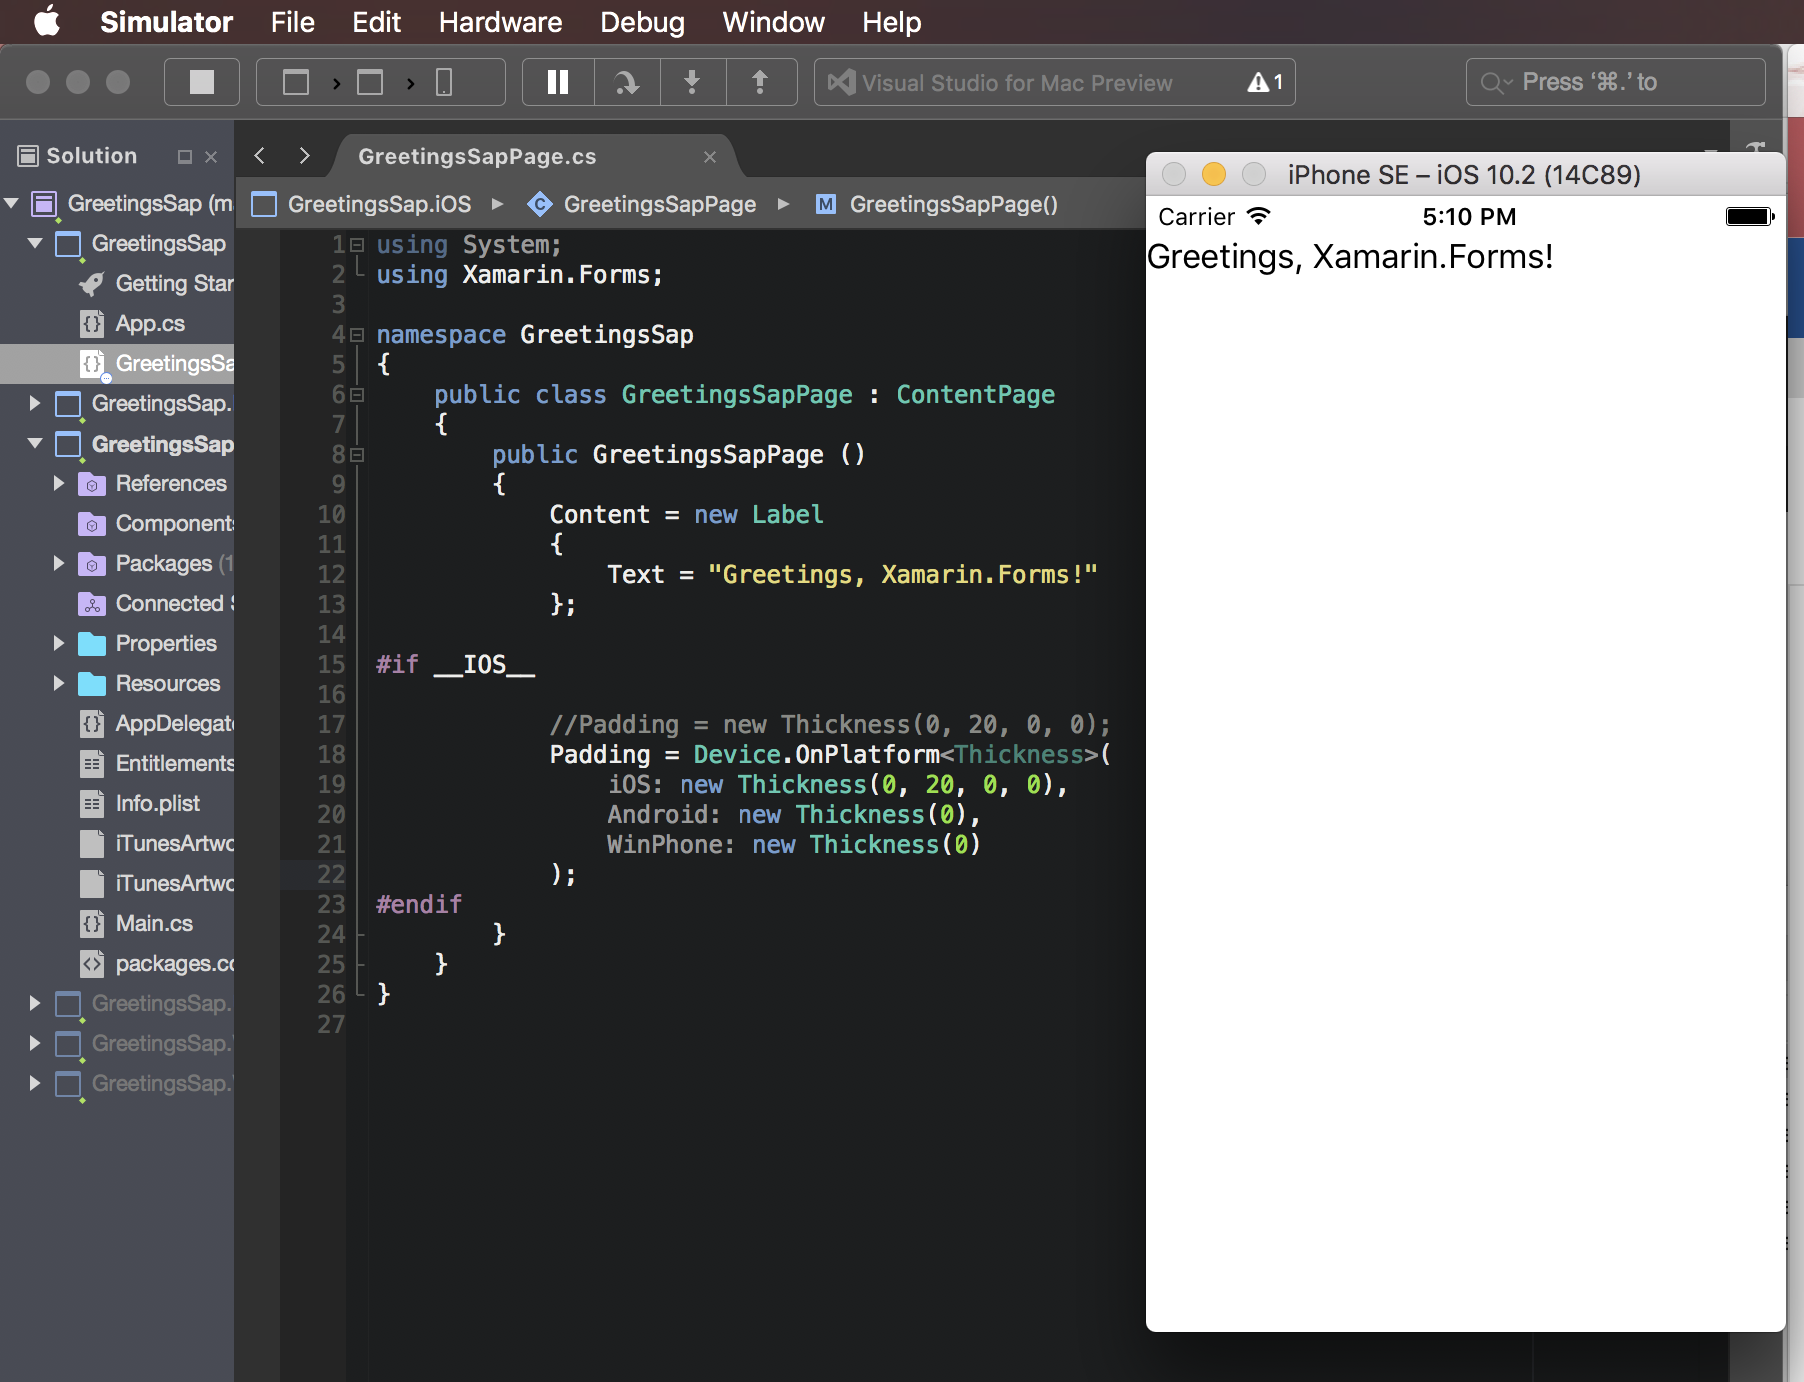 Simulator File Edit Hardware Debug Window Help
Visual Studio for Mac Preview 1
Press ‘⌘.’ to
Solution
GreetingsSap (m
GreetingsSap
Getting Star
App.cs
GreetingsSa
GreetingsSap.
GreetingsSap
References
Component
Packages (1
Connected
Properties
Resources
AppDelegat
Entitlements
Info.plist
iTunesArtwo
iTunesArtwo
Main.cs
packages.co
GreetingsSap.
GreetingsSap.
GreetingsSap.
GreetingsSapPage.cs
GreetingsSap.iOS GreetingsSapPage M GreetingsSapPage()
1 using System;
2 using Xamarin.Forms;
3
4 namespace GreetingsSap
5 {
6 public class GreetingsSapPage : ContentPage
7 {
8 public GreetingsSapPage ()
9 {
10 Content = new Label
11 {
12 Text = "Greetings, Xamarin.Forms!"
13 };
14
15 #if __IOS__
16
17 //Padding = new Thickness(0, 20, 0, 0);
18 Padding = Device.OnPlatform<Thickness>(
19 iOS: new Thickness(0, 20, 0, 0),
20 Android: new Thickness(0),
21 WinPhone: new Thickness(0)
22 );
23 #endif
24 }
25 }
26 }
27
iPhone SE – iOS 10.2 (14C89)
Carrier 5:10 PM
Greetings, Xamarin.Forms!